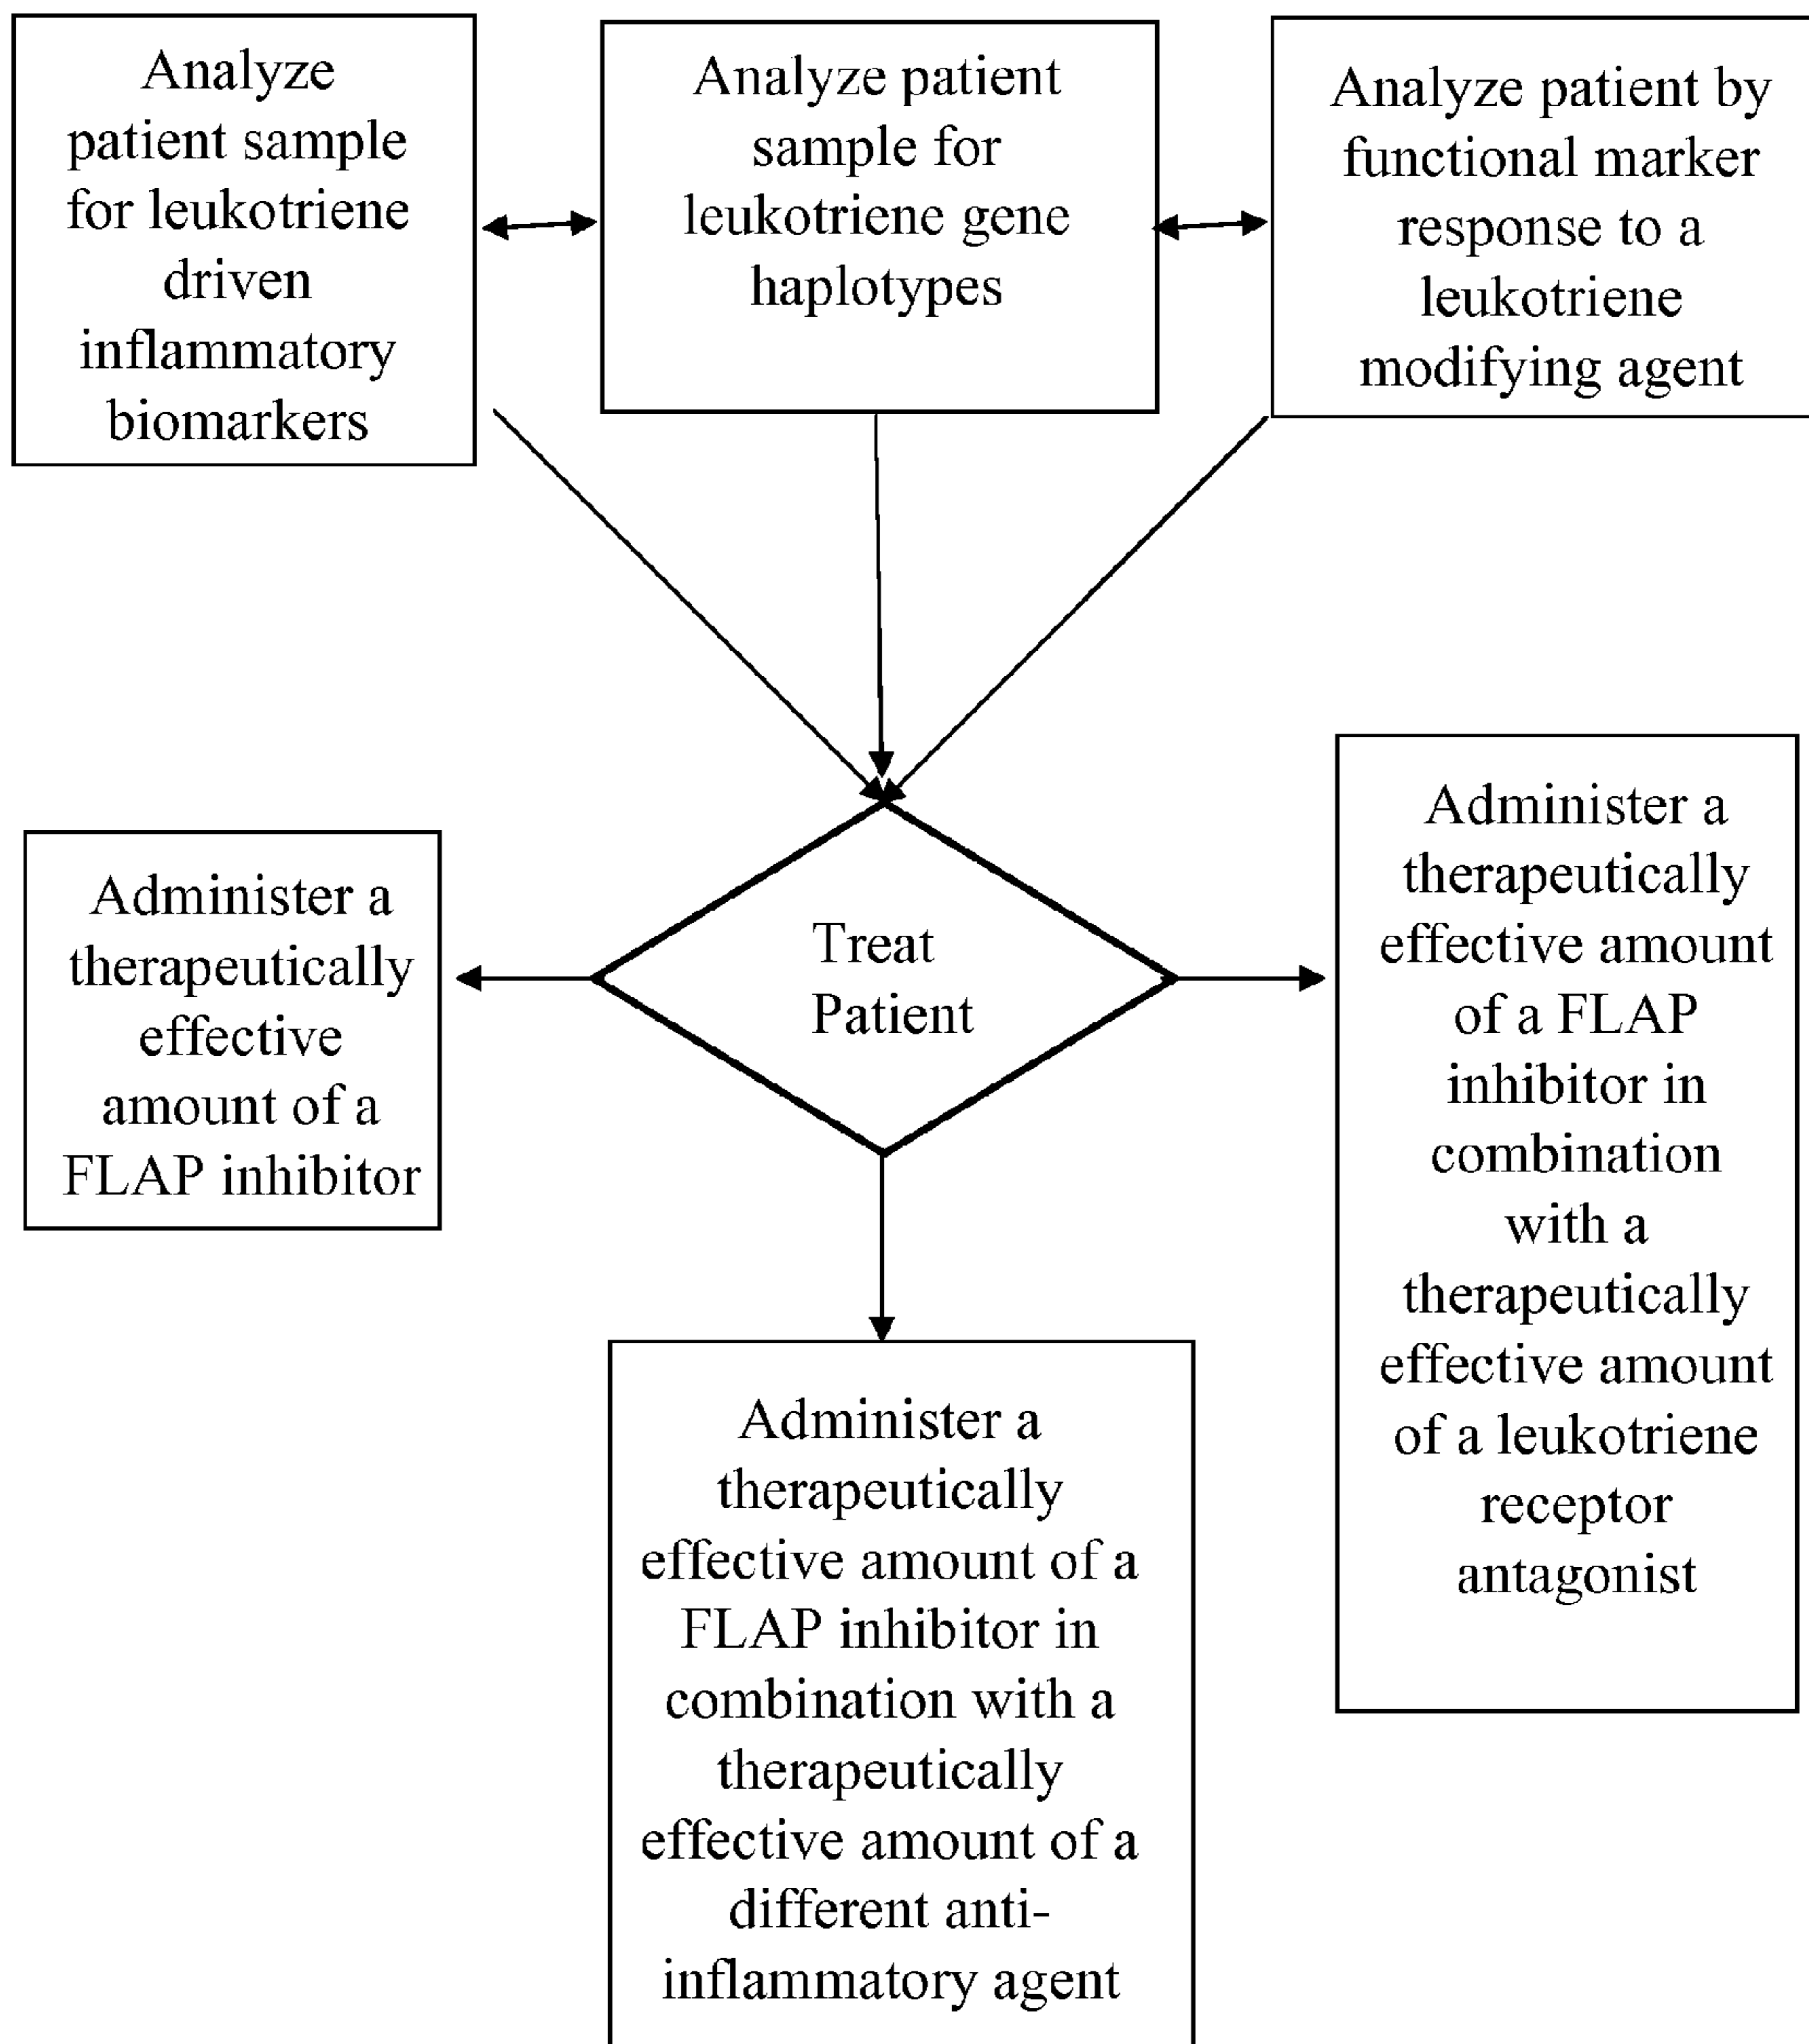 Analyze
patient sample
for leukotriene
driven
inflammatory
biomarkers
Analyze patient
sample for
leukotriene gene
haplotypes
Analyze patient by
functional marker
response to a
leukotriene
modifying agent
Treat
Patient
Administer a
therapeutically
effective
amount of a
FLAP inhibitor
Administer a
therapeutically
effective amount
of a FLAP
inhibitor in
combination
with a
therapeutically
effective amount
of a leukotriene
receptor
antagonist
Administer a
therapeutically
effective amount of a
FLAP inhibitor in
combination with a
therapeutically
effective amount of a
different anti-
inflammatory agent